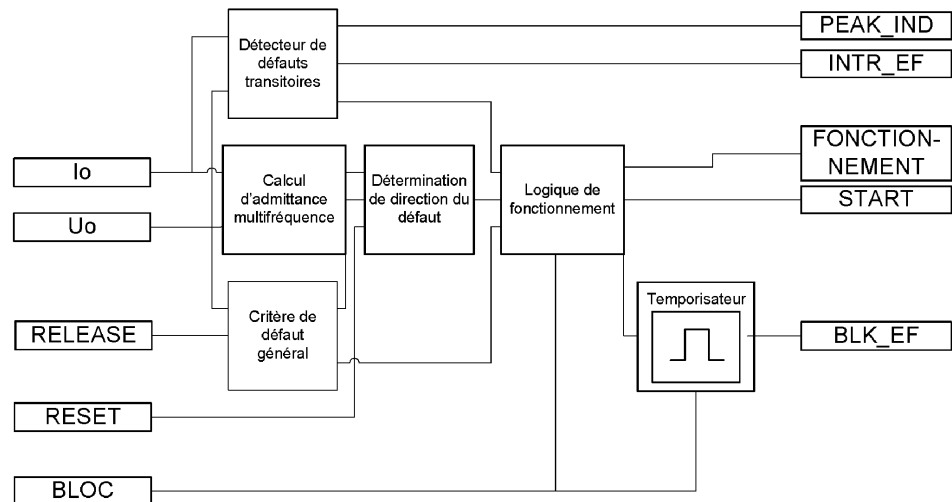 Détecteur de
défauts
transitoires
PEAK_IND
INTR_EF
Io
Uo
Calcul
d'admittance
multifréquence
Détermination
de direction du
défaut
Logique de
fonctionnement
FONCTION-
NEMENT
START
RELEASE
Critère de
défaut
général
Temporisateur
BLK_EF
RESET
BLOC